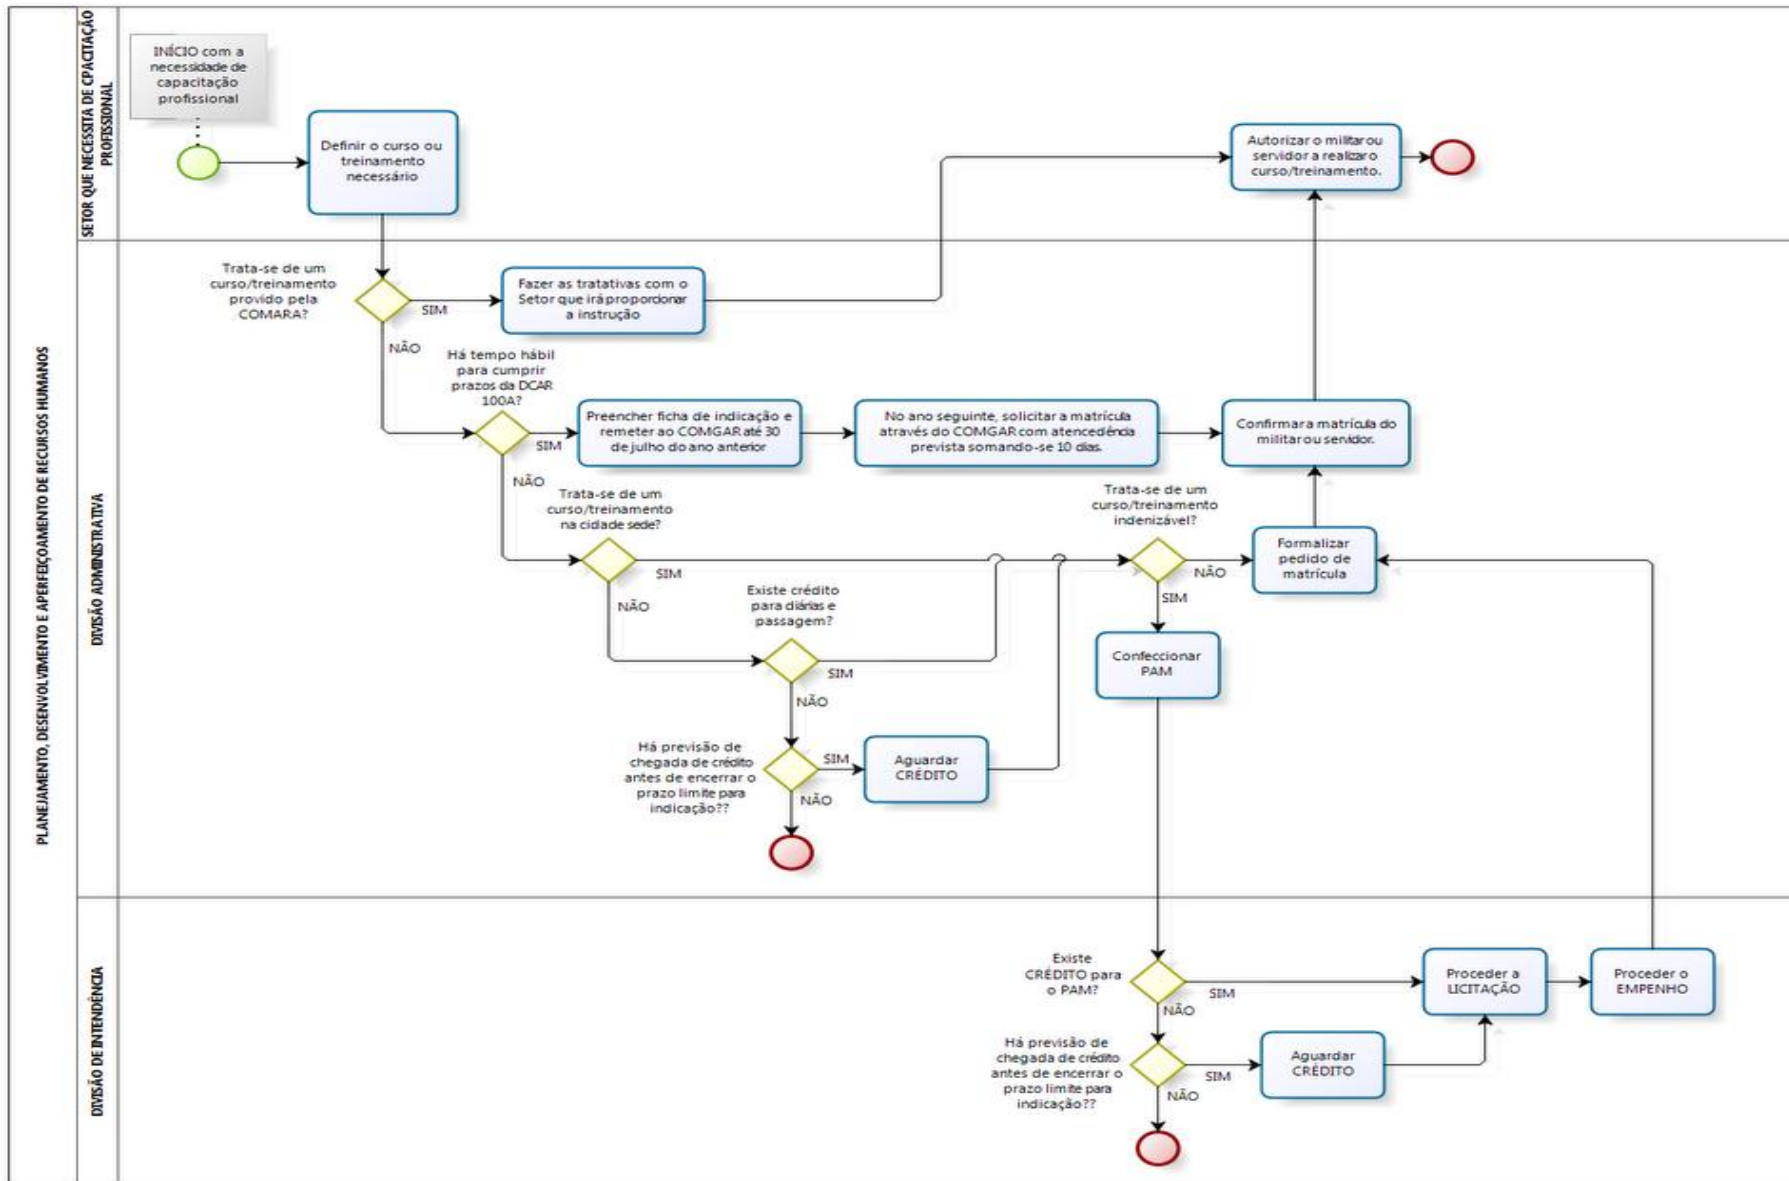 PLANEJAMENTO, DESENVOLVIMENTO E APERFEIÇOAMENTO DE RECURSOS HUMANOS
SETOR QUE NECESSITA DE CPACITAÇÃO
PROFISSIONAL
INÍCIO com a
necessidade de
capacitação
profissional
Definir o curso ou
treinamento
necessário
Autorizar o militar ou
servidor a realizar o
curso/treinamento.
DIVISÃO ADMINISTRATIVA
Trata-se de um
curso/treinamento
provido pela
COMARA?
SIM
NÃO
Fazer as tratativas com o
Setor que irá proporcionar
a instrução
Há tempo hábil
para cumprir
prazos da DCAR
100A?
SIM
NÃO
Preencher ficha de indicação e
remeter ao COMGAR até 30
de julho do ano anterior
No ano seguinte, solicitar a matrícula
através do COMGAR com atencedência
prevista somando-se 10 dias.
Confirmar a matrícula do
militar ou servidor.
Trata-se de um
curso/treinamento
na cidade sede?
SIM
NÃO
Trata-se de um
curso/treinamento
indenizável?
NÃO
SIM
Formalizar
pedido de
matrícula
Existe crédito
para diárias e
passagem?
SIM
NÃO
Confeccionar
PAM
Há previsão de
chegada de crédito
antes de encerrar o
prazo limite para
indicação??
SIM
NÃO
Aguardar
CRÉDITO
DIVISÃO DE INTENDÊNCIA
Existe
CRÉDITO para
o PAM?
SIM
NÃO
Proceder a
LICITAÇÃO
Proceder o
EMPENHO
Há previsão de
chegada de crédito
antes de encerrar o
prazo limite para
indicação??
SIM
NÃO
Aguardar
CRÉDITO